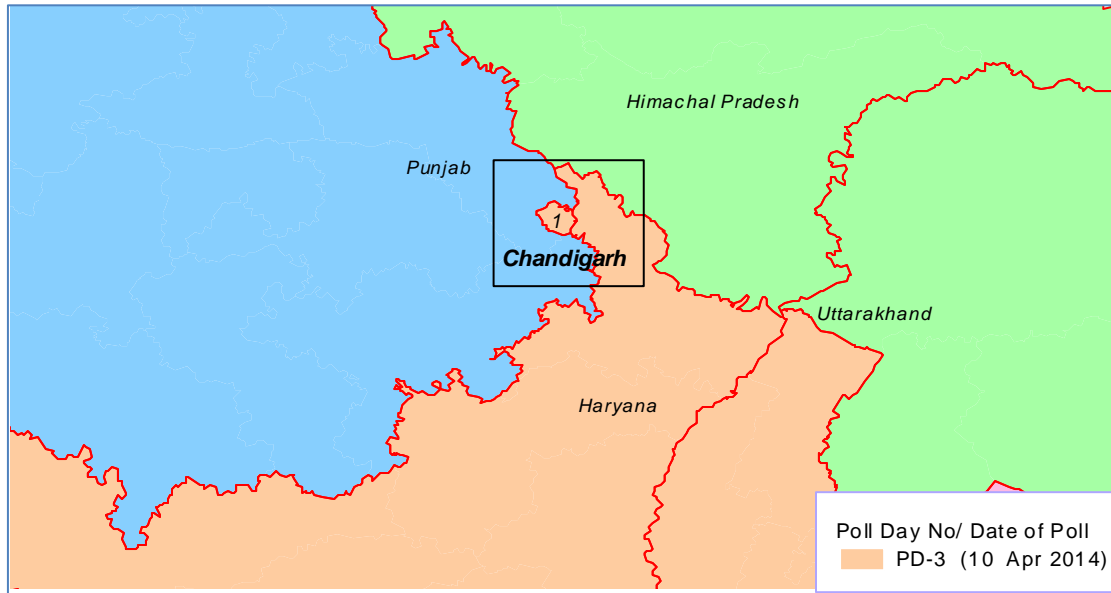 Himachal Pradesh
Punjab
1
Chandigarh
Uttarakhand
Haryana
Poll Day No/ Date of Poll
PD-3 (10 Apr 2014)